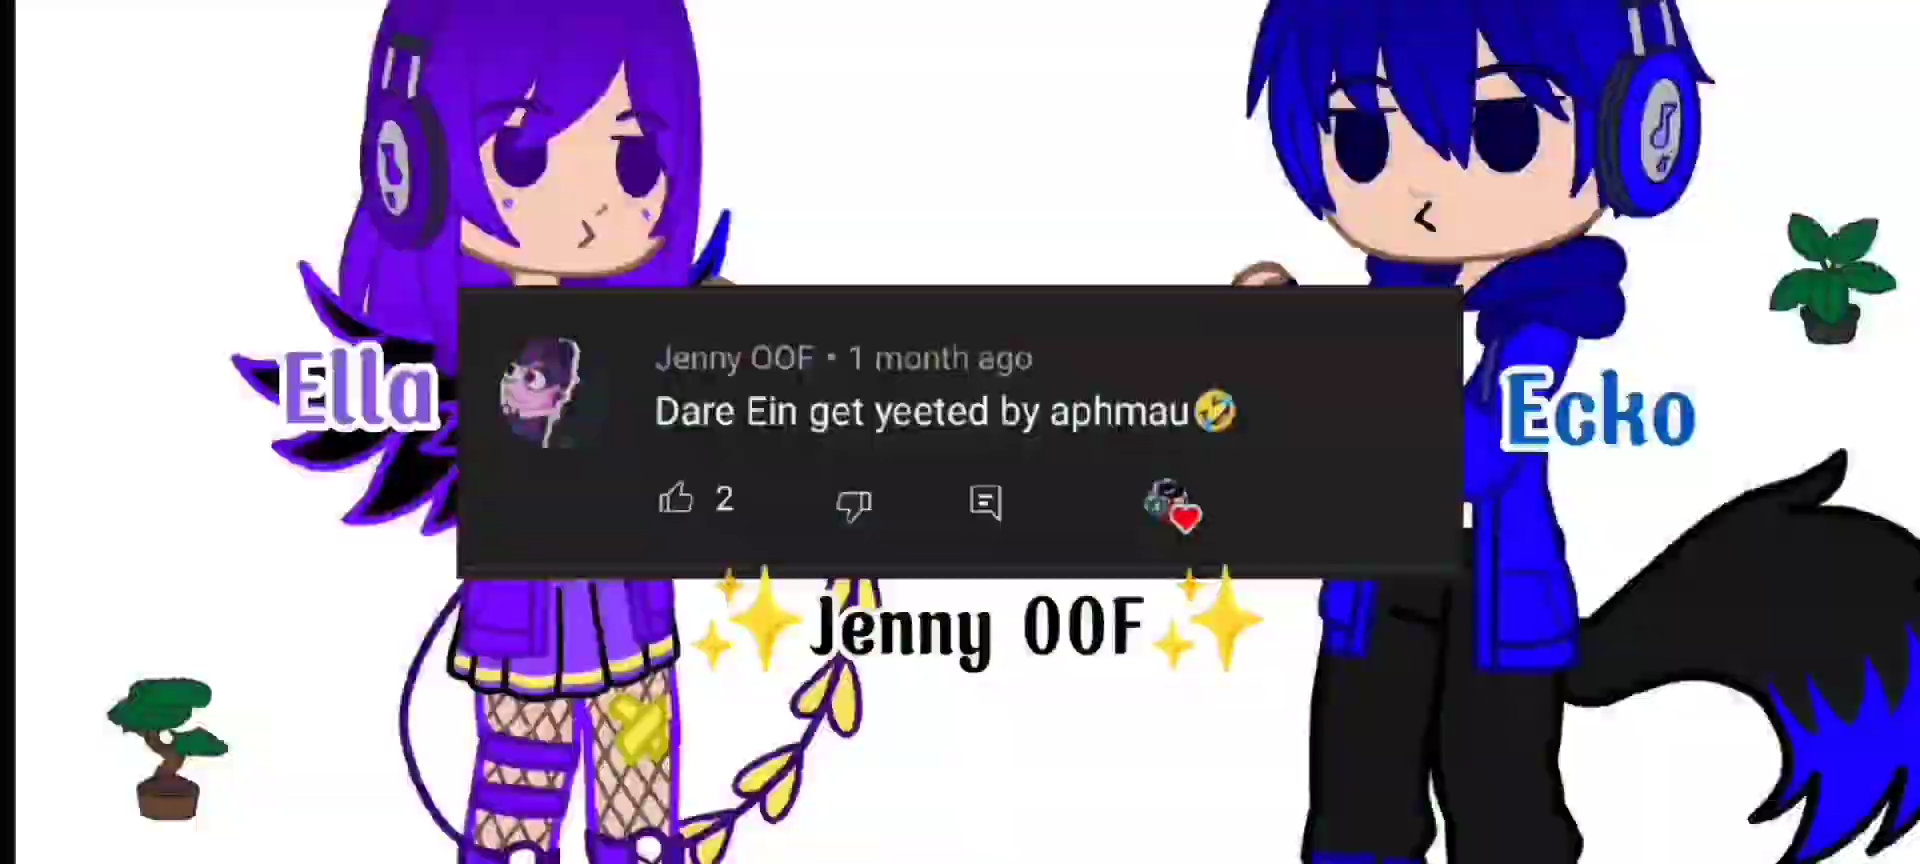 Jenny OOF • 1 month ago
Dare Ein get yeeted by aphmau🤣
2
Ella
Ecko
✨Jenny OOF✨